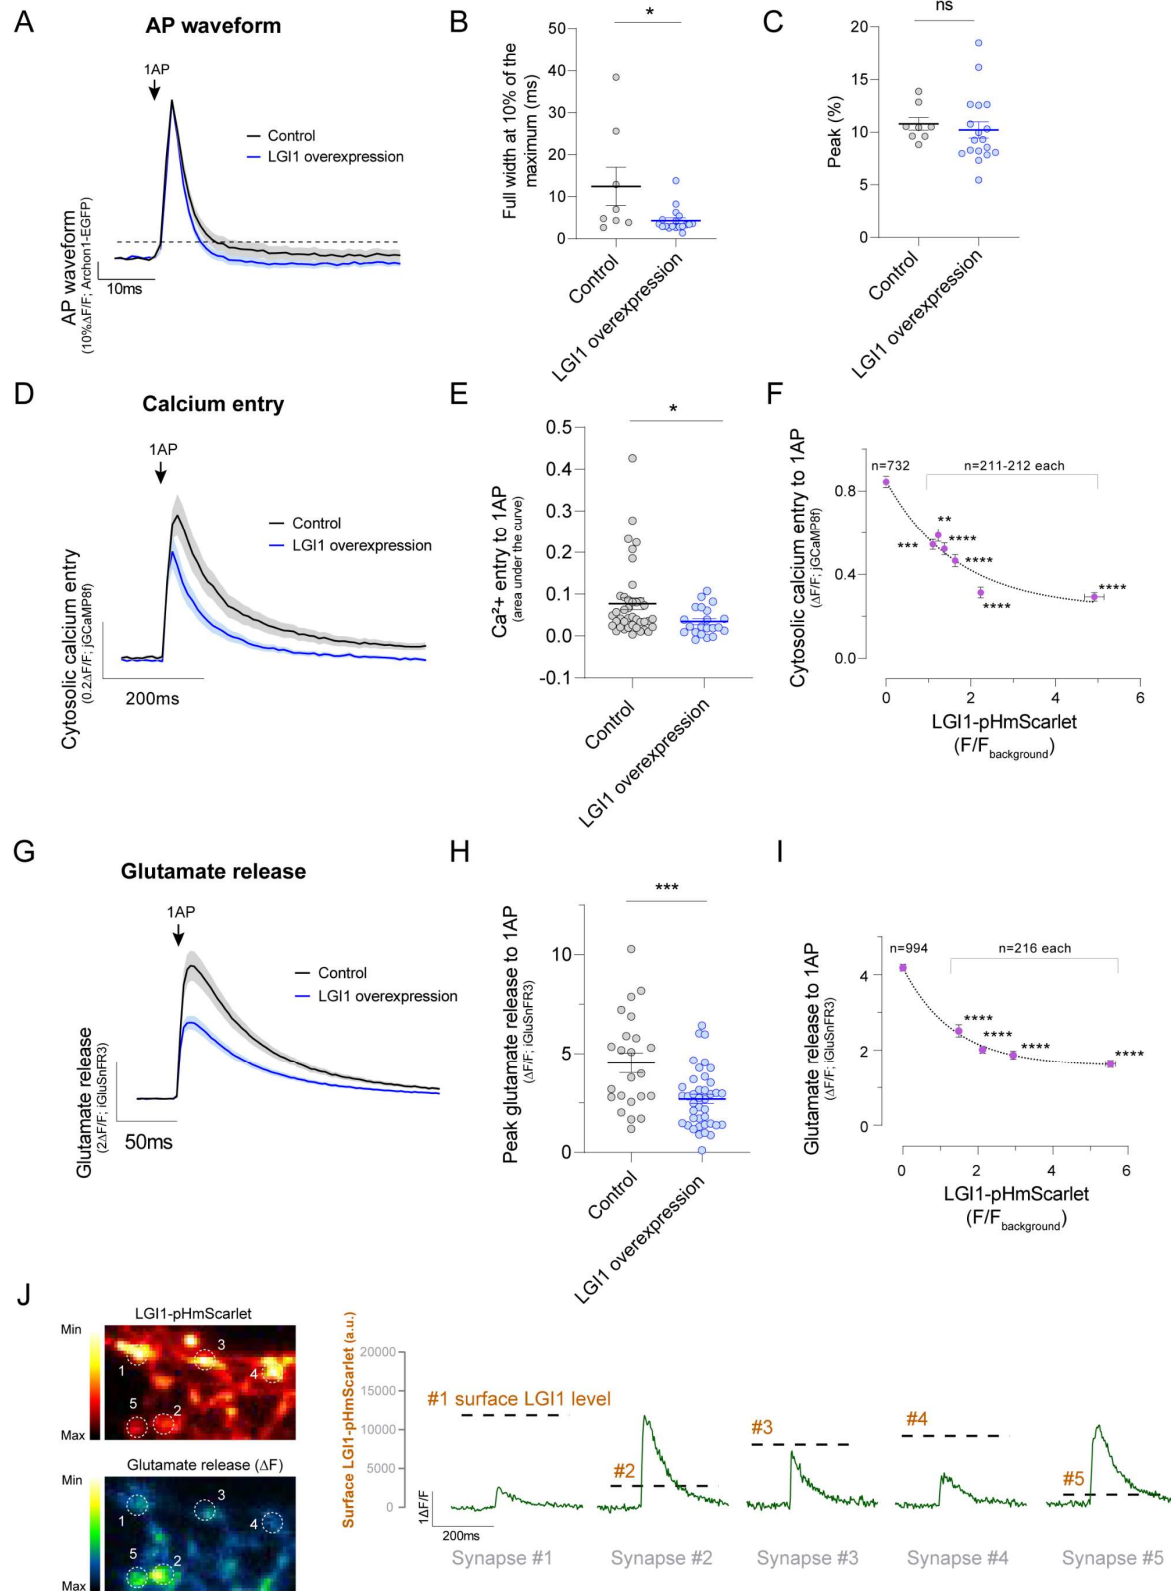 A
AP waveform
1AP
Control
LGI1 overexpression
AP waveform
(10%ΔF/F; Archon1-EGFP)
10ms
B
*
Full width at 10% of the
maximum (ms)
50
40
30
20
10
0
Control
LGI1 overexpression
C
ns
Peak (%)
20
15
10
5
0
Control
LGI1 overexpression
D
Calcium entry
1AP
Control
LGI1 overexpression
Cytosolic calcium entry
(0.2ΔF/F; jGCaMP8f)
200ms
E
*
Ca²+ entry to 1AP
(area under the curve)
0.5
0.4
0.3
0.2
0.1
0.0
-0.1
Control
LGI1 overexpression
F
n=732
n=211-212 each
Cytosolic calcium entry to 1AP
(ΔF/F; jGCaMP8f)
0.8
0.4
0.0
***
**
****
****
****
****
0
2
4
6
LGI1-pHmScarlet
(F/Fbackground)
G
Glutamate release
1AP
Control
LGI1 overexpression
Glutamate release
(2ΔF/F; iGluSnFR3)
50ms
H
***
Peak glutamate release to 1AP
(ΔF/F; iGluSnFR3)
10
5
0
Control
LGI1 overexpression
I
n=994
n=216 each
Glutamate release to 1AP
(ΔF/F; iGluSnFR3)
4
2
0
****
****
****
****
0
2
4
6
LGI1-pHmScarlet
(F/Fbackground)
J
LGI1-pHmScarlet
Min
Max
1
3
4
5
2
Glutamate release (ΔF)
Min
Max
1
3
4
5
2
Surface LGI1-pHmScarlet (a.u.)
20000
15000
10000
5000
0
#1 surface LGI1 level
#2
#3
#4
#5
1ΔF/F
200ms
Synapse #1
Synapse #2
Synapse #3
Synapse #4
Synapse #5